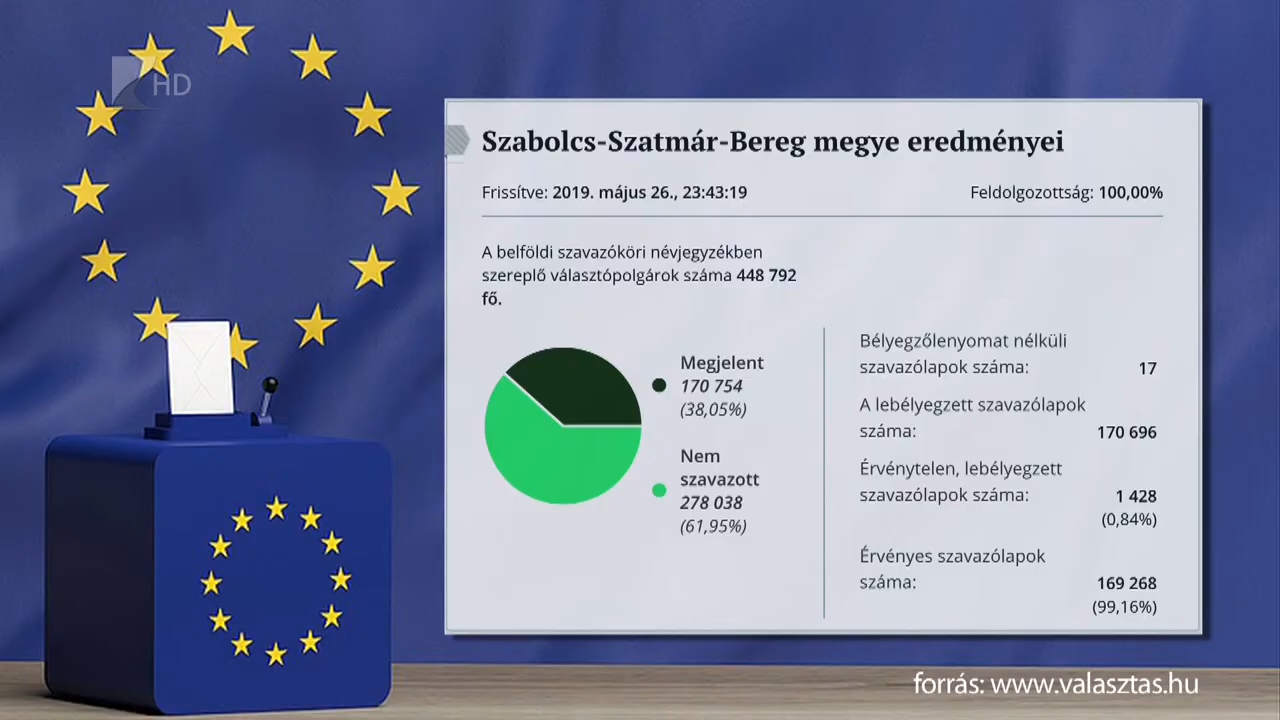 HD
Szabolcs-Szatmár-Bereg megye eredményei
Frissítve: 2019. május 26., 23:43:19
Feldolgozottság: 100,00%
A belföldi szavazóköri névjegyzékben
szereplő választópolgárok száma 448 792
fő.
Megjelent
170 754
(38,05%)
Nem
szavazott
278 038
(61,95%)
Bélyegzőlenyomat nélküli
szavazólapok száma: 17
A lebélyegzett szavazólapok
száma: 170 696
Érvénytelen, lebélyegzett
szavazólapok száma: 1 428
(0,84%)
Érvényes szavazólapok
száma: 169 268
(99,16%)
forrás: www.valasztas.hu